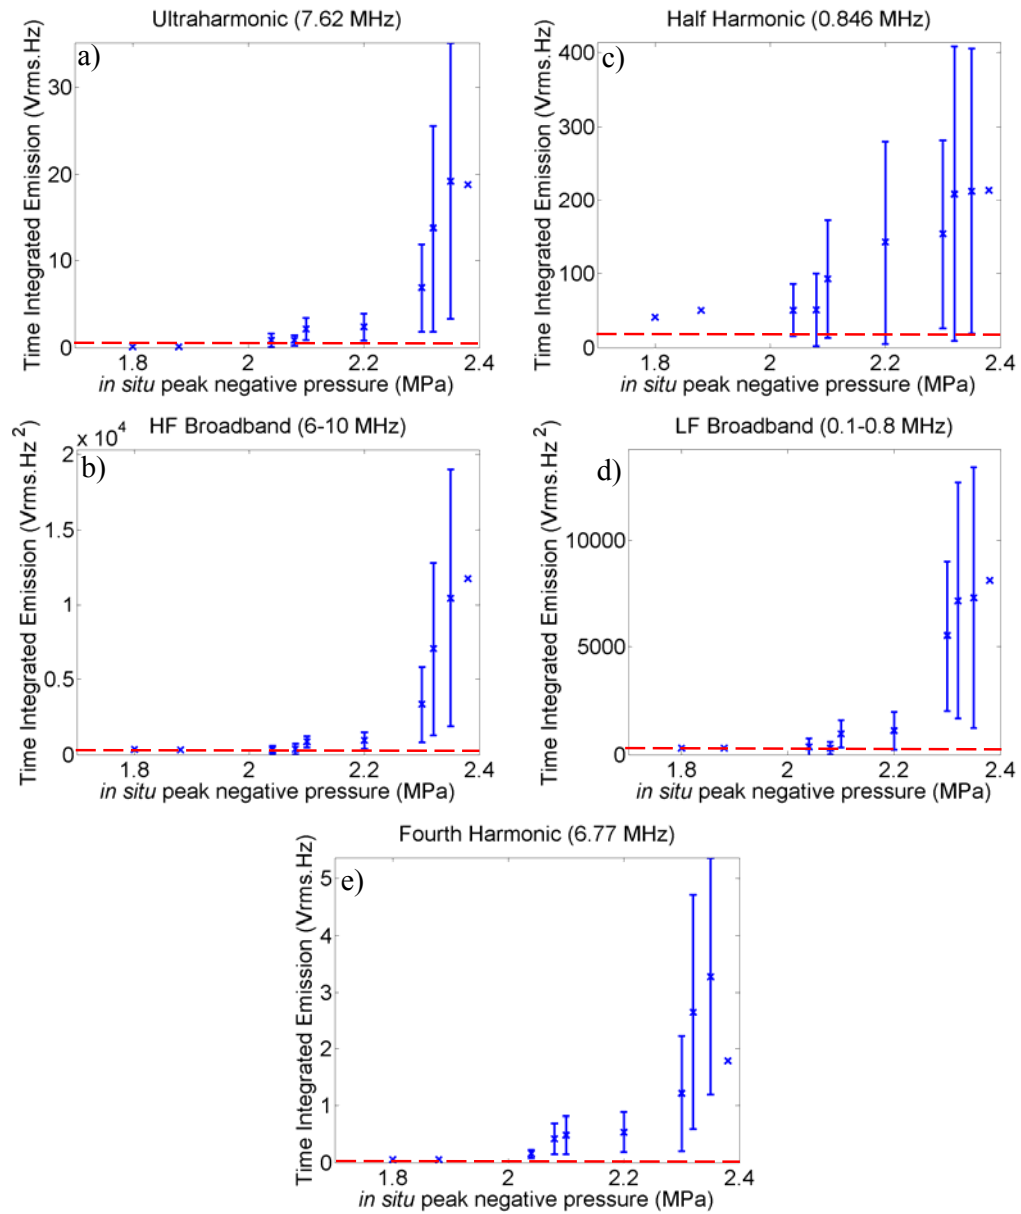 Ultraharmonic (7.62 MHz)
a)
Time Integrated Emission (Vrms.Hz)
30
20
10
0
1.8 2 2.2 2.4
in situ peak negative pressure (MPa)
Half Harmonic (0.846 MHz)
c)
Time Integrated Emission (Vrms.Hz)
400
300
200
100
0
1.8 2 2.2 2.4
in situ peak negative pressure (MPa)
HF Broadband (6-10 MHz)
x 10⁴
b)
Time Integrated Emission (Vrms.Hz ²)
2
1.5
1
0.5
0
1.8 2 2.2 2.4
in situ peak negative pressure (MPa)
LF Broadband (0.1-0.8 MHz)
d)
Time Integrated Emission (Vrms.Hz ²)
10000
5000
0
1.8 2 2.2 2.4
in situ peak negative pressure (MPa)
Fourth Harmonic (6.77 MHz)
e)
Time Integrated Emission (Vrms.Hz)
5
4
3
2
1
0
1.8 2 2.2 2.4
in situ peak negative pressure (MPa)